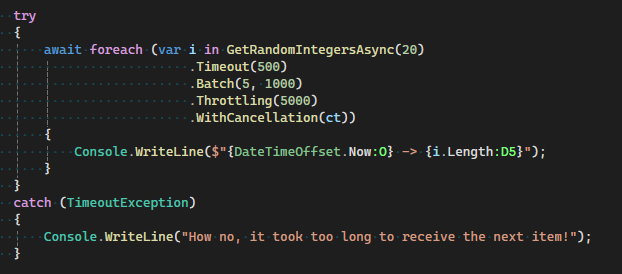 try
{
await foreach (var i in GetRandomIntegersAsync(20)
.Timeout(500)
.Batch(5, 1000)
.Throttling(5000)
.WithCancellation(ct))
{
Console.WriteLine($"{DateTimeOffset.Now:O} -> {i.Length:D5}");
}
}
catch (TimeoutException)
{
Console.WriteLine("How no, it took too long to receive the next item!");
}